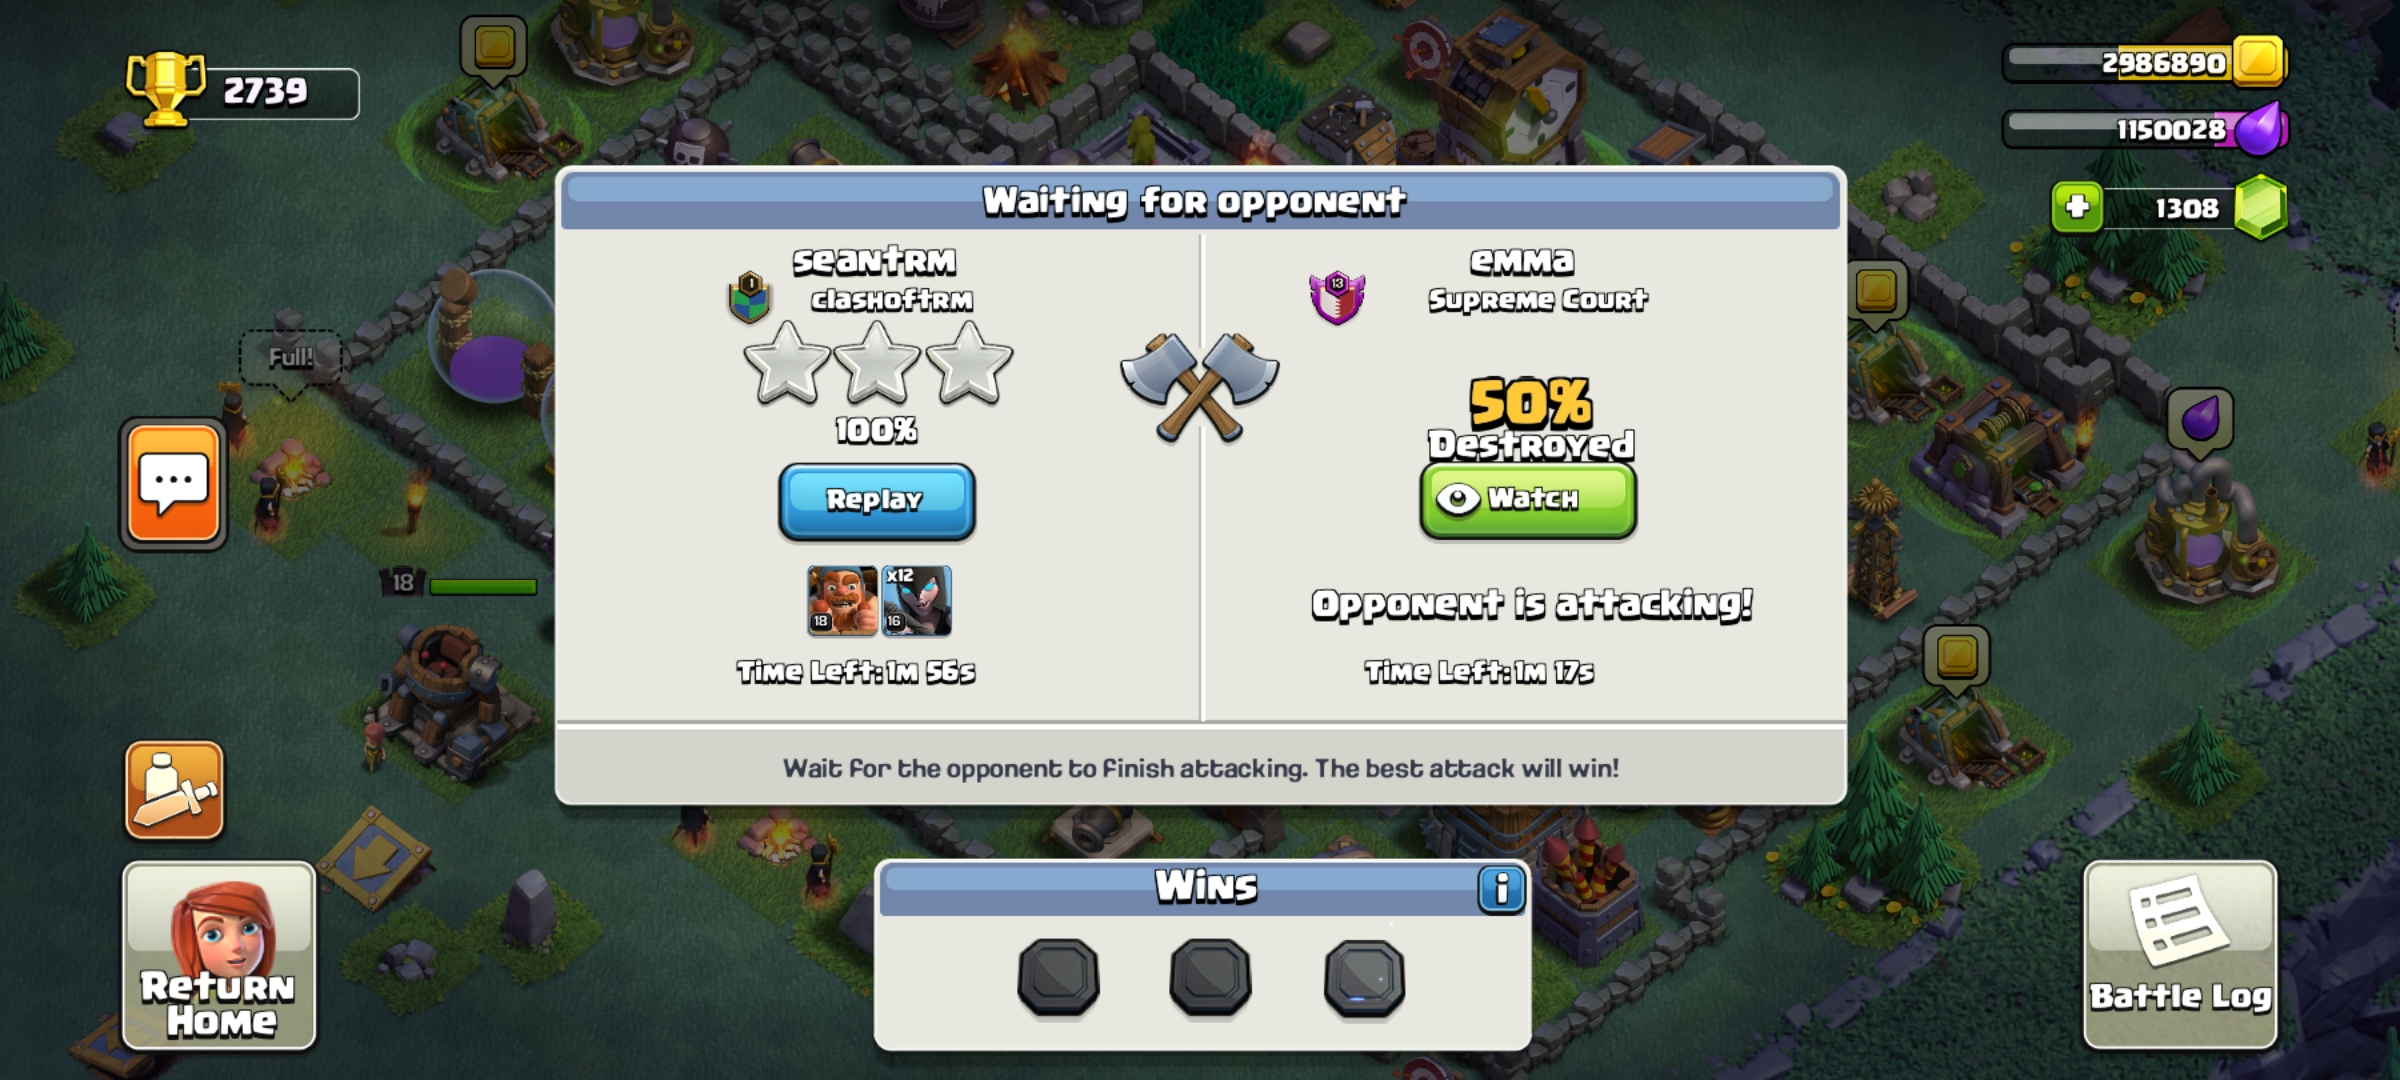 2739
2986890
1150028
1308
Full!
18
Waiting for opponent
seantrm
1
clashoftrm
100%
Replay
18
x12
16
Time Left: 1m 56s
emma
13
Supreme Court
50%
Destroyed
Watch
Opponent is attacking!
Time Left: 1m 17s
Wait for the opponent to finish attacking. The best attack will win!
Wins
i
Return
Home
Battle Log